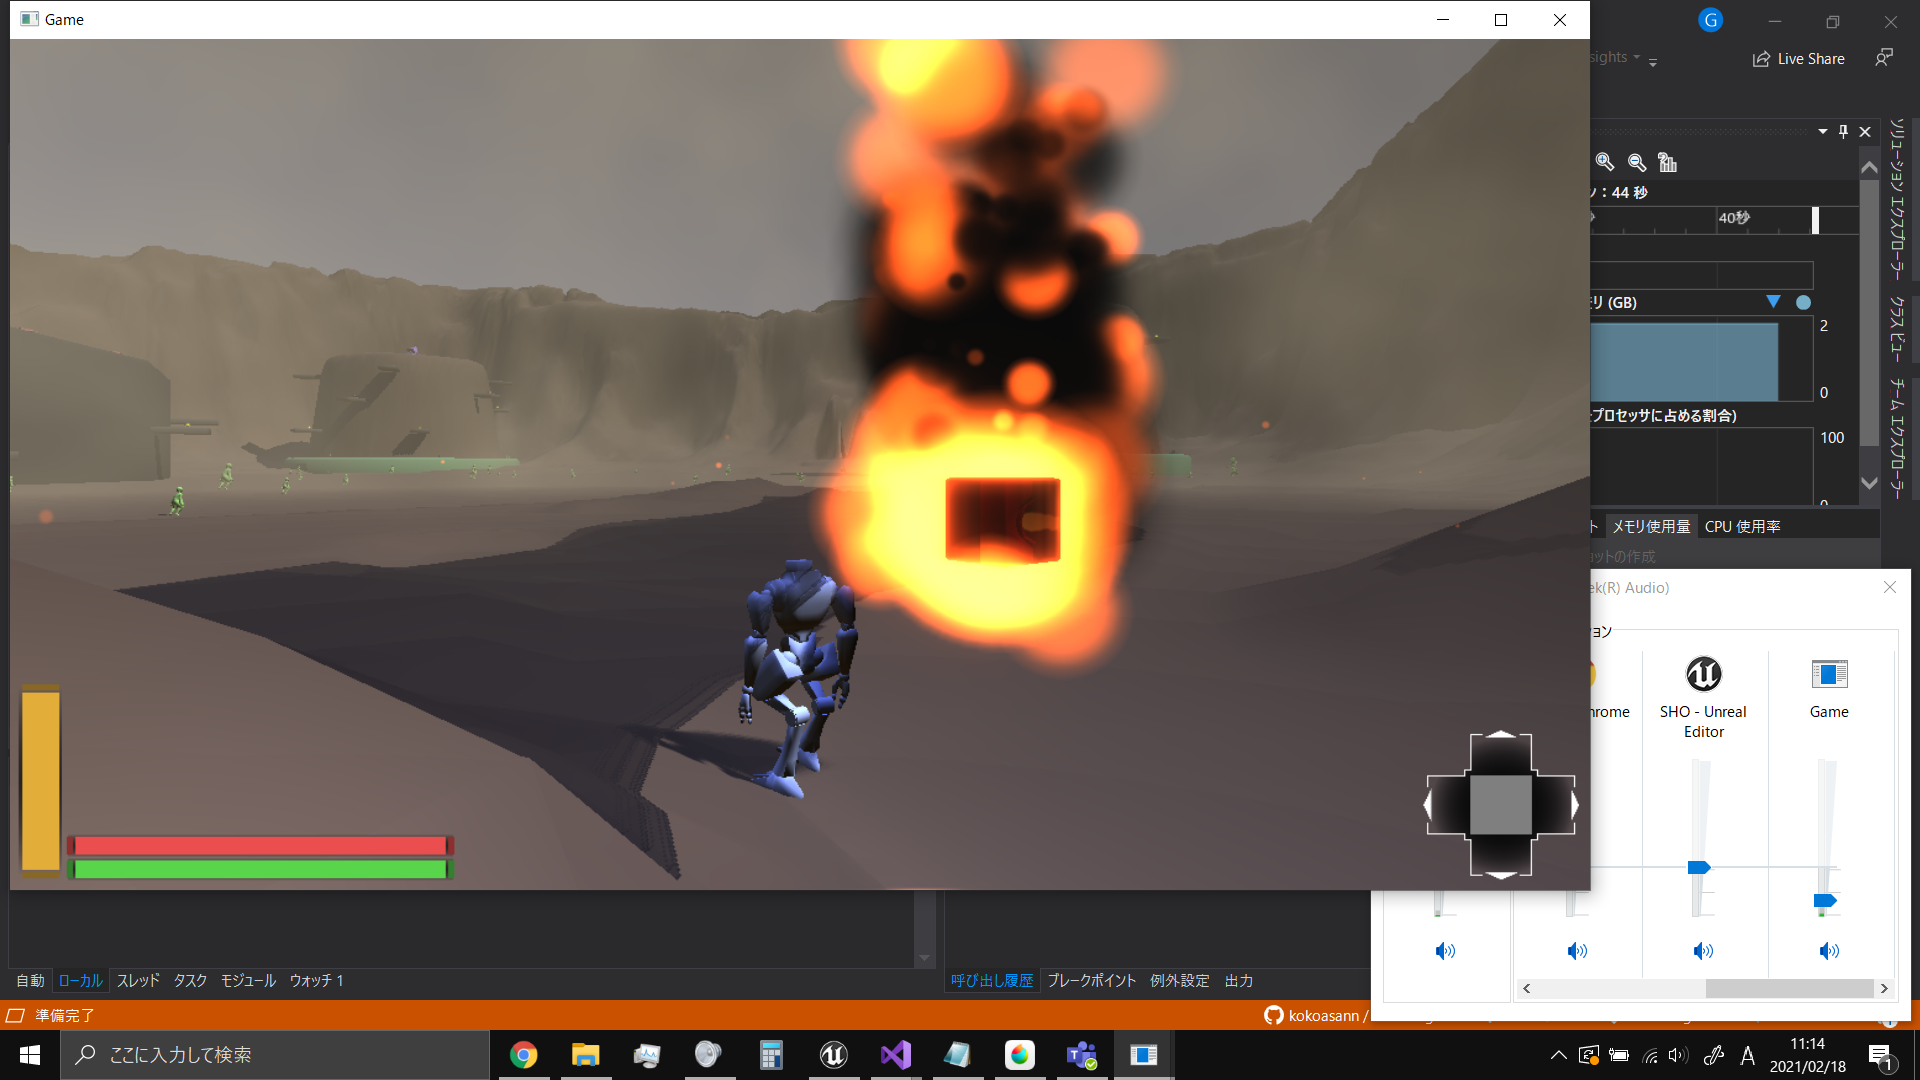 Game
G
sights
Live Share
ン：44 秒
40秒
モリ (GB)
2
0
プロセッサに占める割合)
100
0
メモリ使用量
CPU 使用率
ットの作成
ソリューション エクスプローラー
クラス ビュー
チーム エクスプローラー
ek(R) Audio)
ョン
hrome
SHO - Unreal
Editor
Game
自動
ローカル
スレッド
タスク
モジュール
ウォッチ 1
呼び出し履歴
ブレークポイント
例外設定
出力
準備完了
kokoasann /
ここに入力して検索
A
11:14
2021/02/18
1